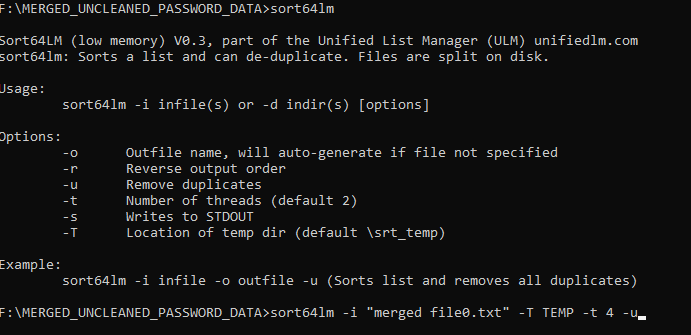 F:\MERGED_UNCLEANED_PASSWORD_DATA>sort64lm
Sort64LM (low memory) V0.3, part of the Unified List Manager (ULM) unifiedlm.com
sort64lm: Sorts a list and can de-duplicate. Files are split on disk.
Usage:
sort64lm -i infile(s) or -d indir(s) [options]
Options:
-o Outfile name, will auto-generate if file not specified
-r Reverse output order
-u Remove duplicates
-t Number of threads (default 2)
-s Writes to STDOUT
-T Location of temp dir (default \srt_temp)
Example:
sort64lm -i infile -o outfile -u (Sorts list and removes all duplicates)
F:\MERGED_UNCLEANED_PASSWORD_DATA>sort64lm -i "merged file0.txt" -T TEMP -t 4 -u